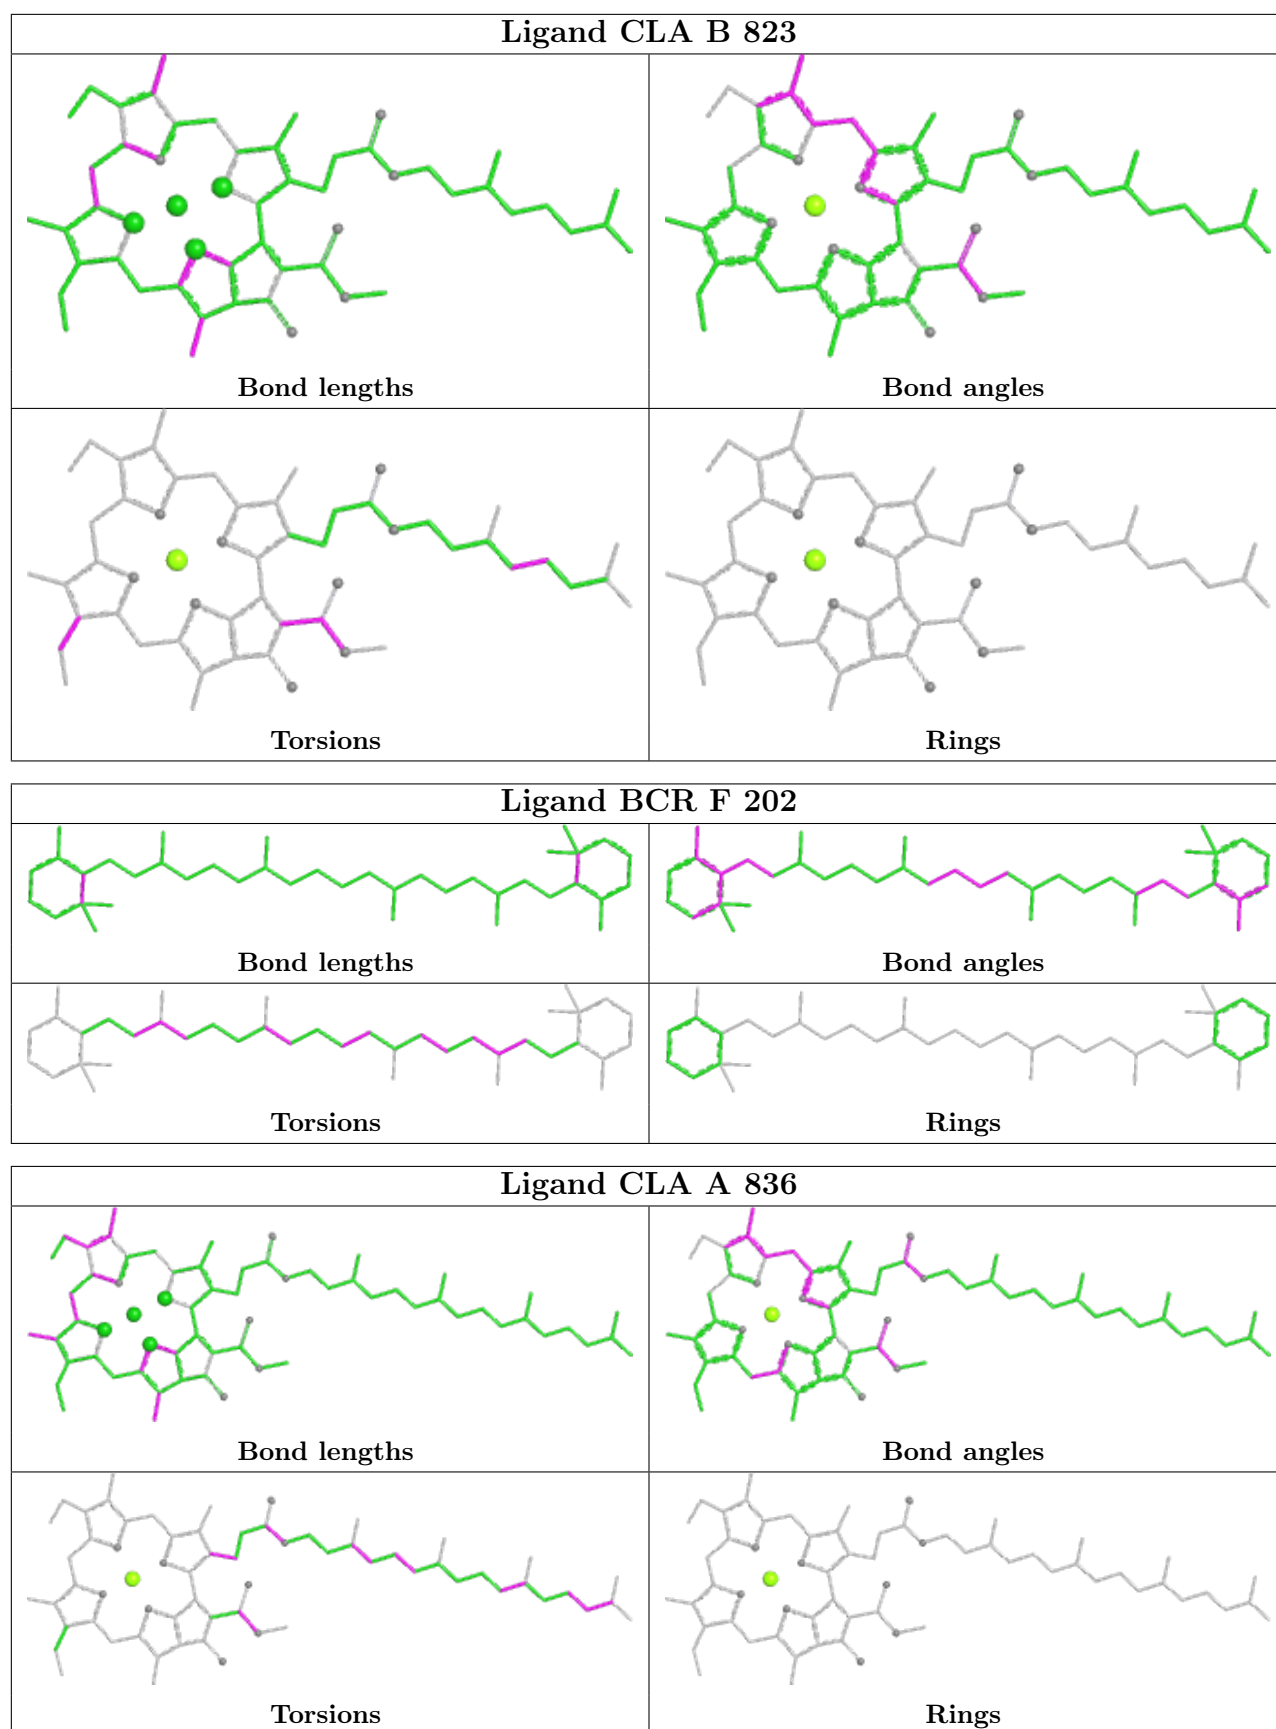 Ligand CLA B 823
Bond lengths
Bond angles
Torsions
Rings
Ligand BCR F 202
Bond lengths
Bond angles
Torsions
Rings
Ligand CLA A 836
Bond lengths
Bond angles
Torsions
Rings